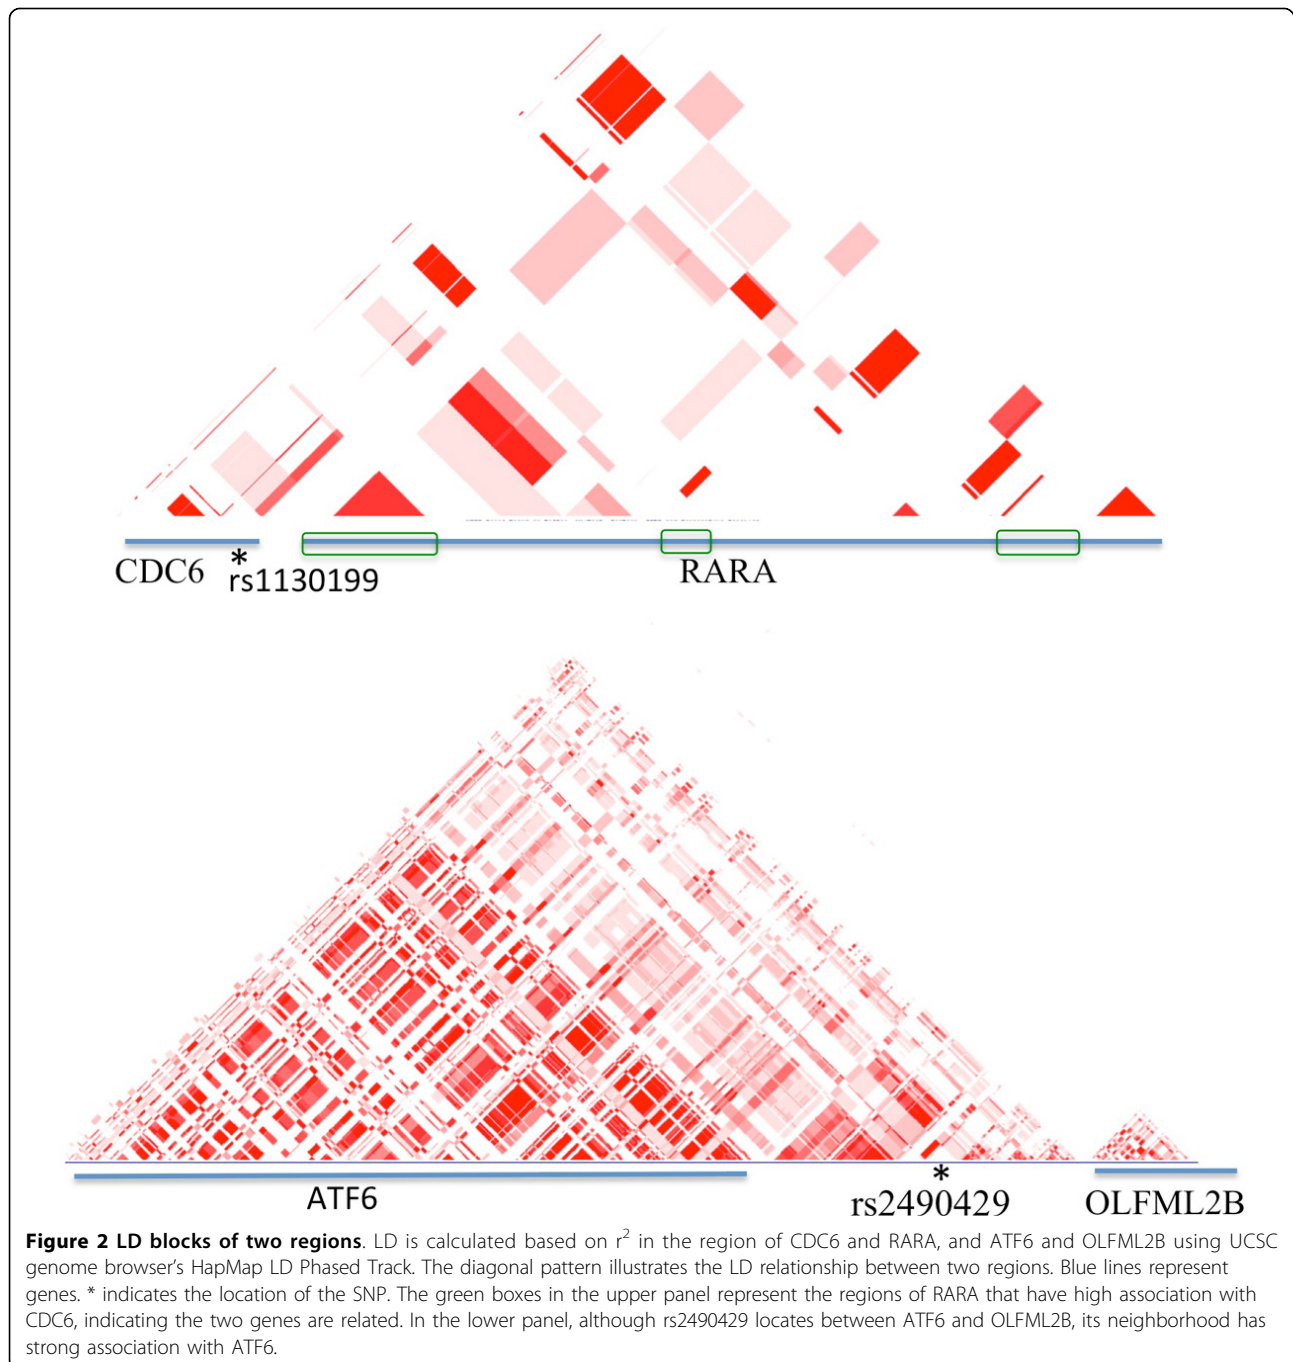 CDC6
*
rs1130199
RARA
ATF6
*
rs2490429
OLFML2B
Figure 2 LD blocks of two regions. LD is calculated based on r² in the region of CDC6 and RARA, and ATF6 and OLFML2B using UCSC
genome browser's HapMap LD Phased Track. The diagonal pattern illustrates the LD relationship between two regions. Blue lines represent
genes. * indicates the location of the SNP. The green boxes in the upper panel represent the regions of RARA that have high association with
CDC6, indicating the two genes are related. In the lower panel, although rs2490429 locates between ATF6 and OLFML2B, its neighborhood has
strong association with ATF6.